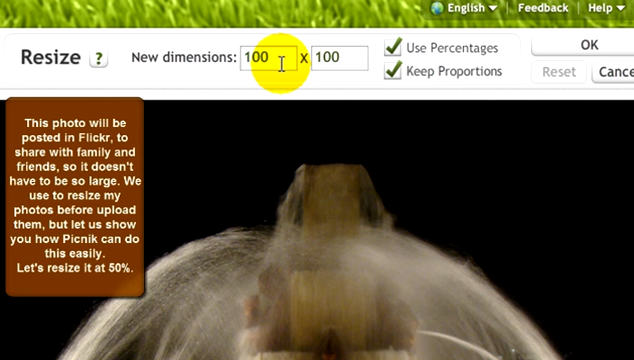 English Feedback Help
Resize ? New dimensions: 100 x 100
Use Percentages
Keep Proportions
OK
Reset Cance
This photo will be
posted in Flickr, to
share with family and
friends, so it doesn't
have to be so large. We
use to resize my
photos before upload
them, but let us show
you how Picnik can do
this easily.
Let's resize it at 50%.